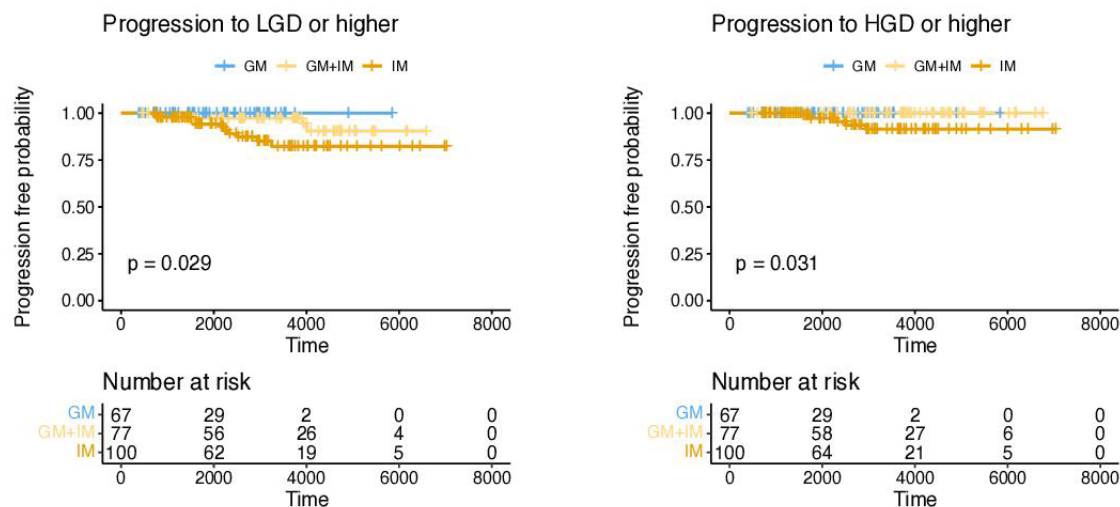 Progression to LGD or higher
GM GM+IM IM
Progression free probability
1.00
0.75
0.50
0.25
0.00
p = 0.029
0 2000 4000 6000 8000
Time
Number at risk
GM 67 29 2 0 0
GM+IM 77 56 26 4 0
IM 100 62 19 5 0
0 2000 4000 6000 8000
Time
Progression to HGD or higher
GM GM+IM IM
Progression free probability
1.00
0.75
0.50
0.25
0.00
p = 0.031
0 2000 4000 6000 8000
Time
Number at risk
GM 67 29 2 0 0
GM+IM 77 58 27 6 0
IM 100 64 21 5 0
0 2000 4000 6000 8000
Time